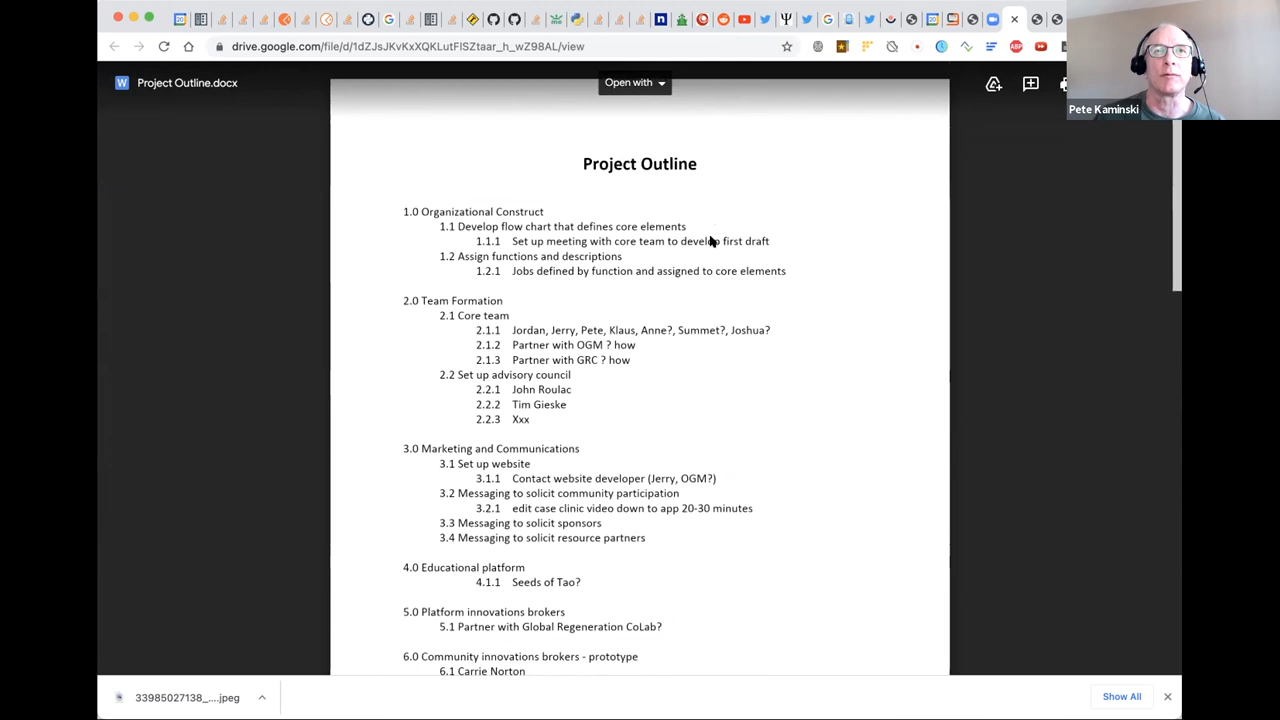 drive.google.com/file/d/1dZJsJKvKxXQKLutFlSZtaar_h_wZ98AL/view
Project Outline.docx
Open with
Pete Kaminski
Project Outline
1.0 Organizational Construct
1.1 Develop flow chart that defines core elements
1.1.1 Set up meeting with core team to develop first draft
1.2 Assign functions and descriptions
1.2.1 Jobs defined by function and assigned to core elements
2.0 Team Formation
2.1 Core team
2.1.1 Jordan, Jerry, Pete, Klaus, Anne?, Summet?, Joshua?
2.1.2 Partner with OGM ? how
2.1.3 Partner with GRC ? how
2.2 Set up advisory council
2.2.1 John Roulac
2.2.2 Tim Gieske
2.2.3 Xxx
3.0 Marketing and Communications
3.1 Set up website
3.1.1 Contact website developer (Jerry, OGM?)
3.2 Messaging to solicit community participation
3.2.1 edit case clinic video down to app 20-30 minutes
3.3 Messaging to solicit sponsors
3.4 Messaging to solicit resource partners
4.0 Educational platform
4.1.1 Seeds of Tao?
5.0 Platform innovations brokers
5.1 Partner with Global Regeneration CoLab?
6.0 Community innovations brokers - prototype
6.1 Carrie Norton
33985027138_....jpeg
Show All